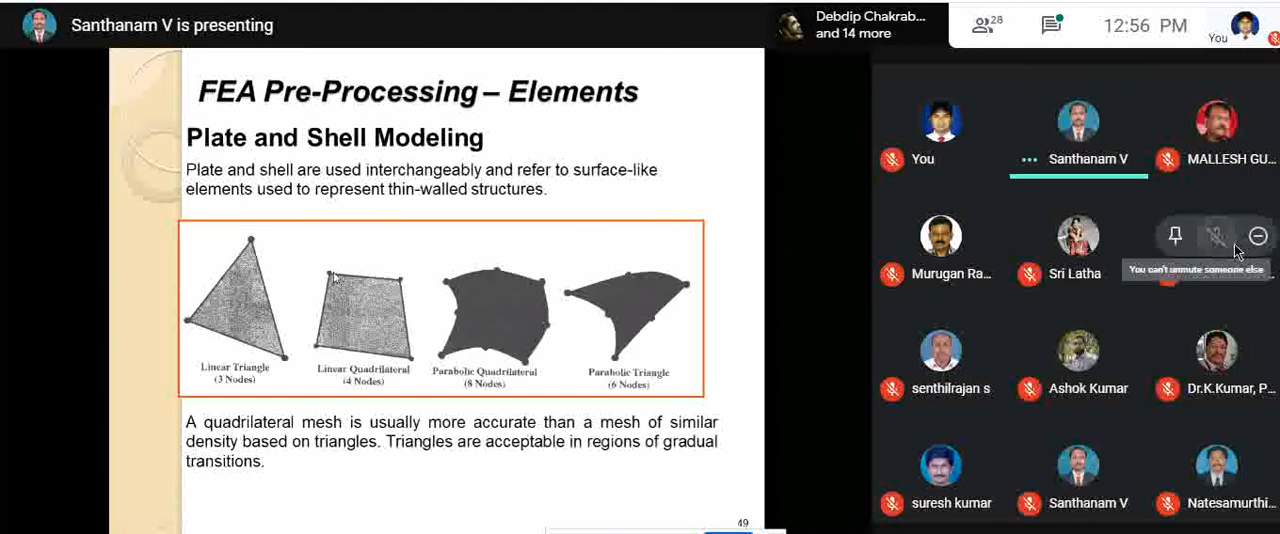 Santhanam V is presenting
Debdip Chakrab...
and 14 more
28
12:56 PM
You
FEA Pre-Processing – Elements
Plate and Shell Modeling
Plate and shell are used interchangeably and refer to surface-like
elements used to represent thin-walled structures.
Linear Triangle
(3 Nodes)
Linear Quadrilateral
(4 Nodes)
Parabolic Quadrilateral
(8 Nodes)
Parabolic Triangle
(6 Nodes)
A quadrilateral mesh is usually more accurate than a mesh of similar
density based on triangles. Triangles are acceptable in regions of gradual
transitions.
49
You
Santhanam V
MALLESH GU...
Murugan Ra...
Sri Latha
You can't unmute someone else
senthilrajan s
Ashok Kumar
Dr.K.Kumar, P...
suresh kumar
Santhanam V
Natesamurthi...